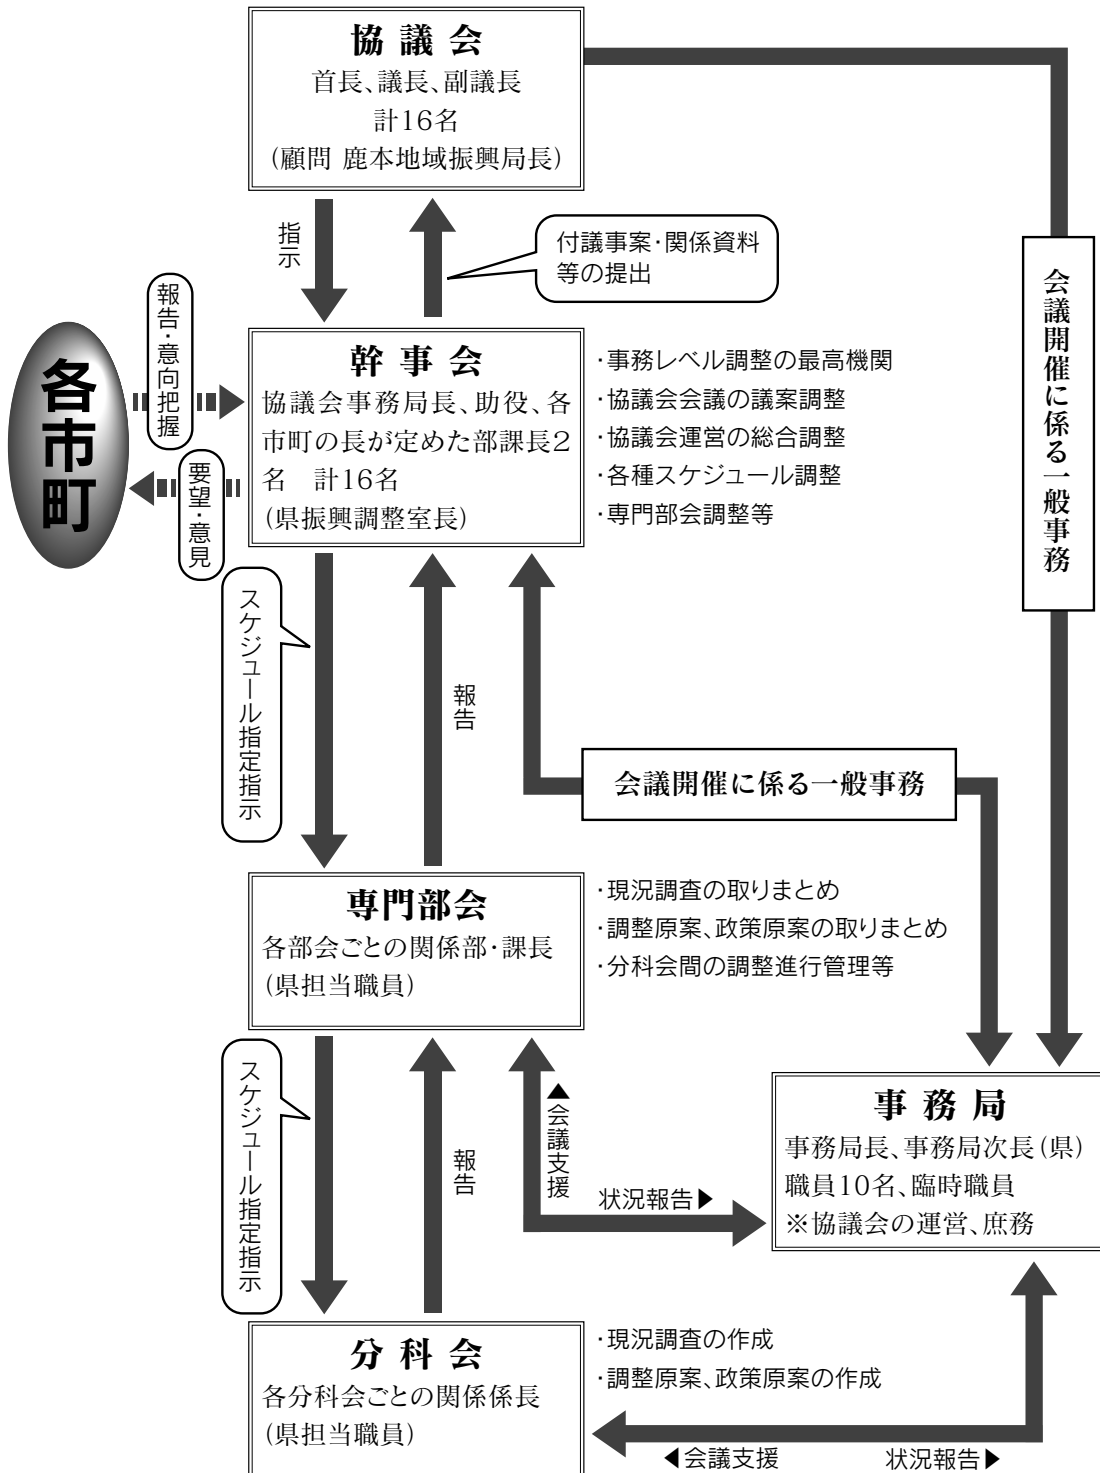 協議会
首長、議長、副議長
計16名
(顧問 鹿本地域振興局長)
指示
付議事案・関係資料
等の提出
会議開催に係る一般事務
報告・意向把握
各市町
要望・意見
幹事会
協議会事務局長、助役、各
市町の長が定めた部課長2
名　計16名
(県振興調整室長)
・事務レベル調整の最高機関
・協議会会議の議案調整
・協議会運営の総合調整
・各種スケジュール調整
・専門部会調整等
スケジュール指定指示
報告
会議開催に係る一般事務
専門部会
各部会ごとの関係部・課長
(県担当職員)
・現況調査の取りまとめ
・調整原案、政策原案の取りまとめ
・分科会間の調整進行管理等
スケジュール指定指示
報告
▲会議支援
状況報告▶
事務局
事務局長、事務局次長(県)
職員10名、臨時職員
※協議会の運営、庶務
分科会
各分科会ごとの関係係長
(県担当職員)
・現況調査の作成
・調整原案、政策原案の作成
◀会議支援
状況報告▶